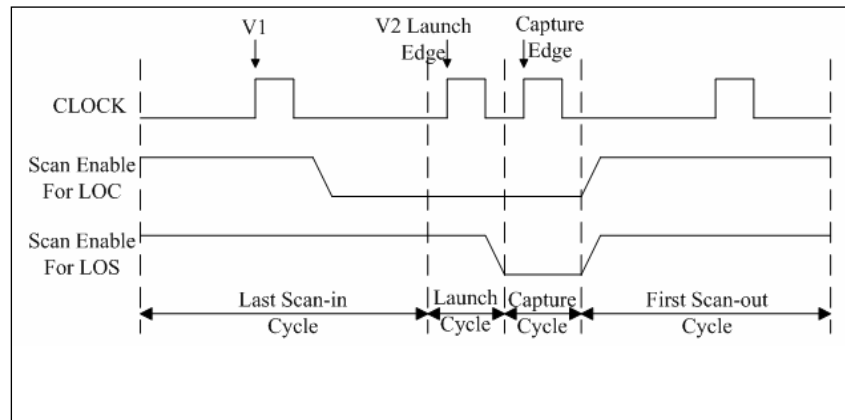 V1
V2 Launch
Edge
Capture
Edge
CLOCK
Scan Enable
For LOC
Scan Enable
For LOS
Last Scan-in
Cycle
Launch
Cycle
Capture
Cycle
First Scan-out
Cycle